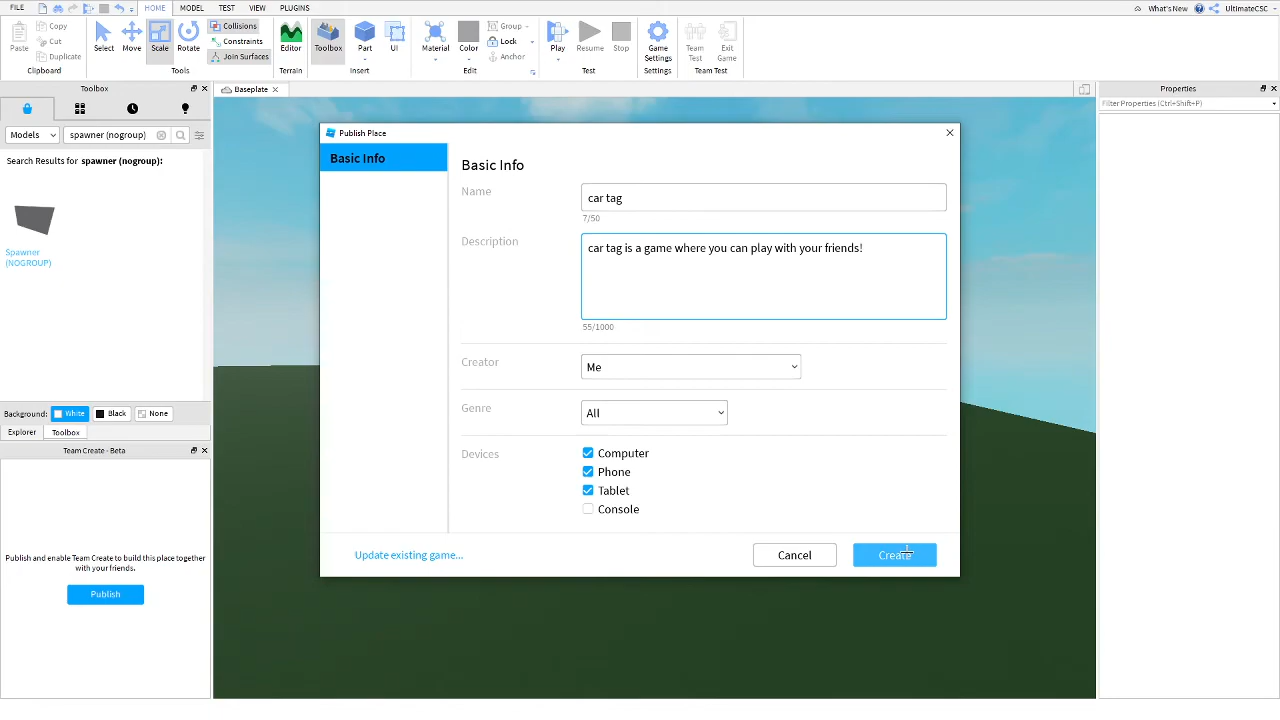 FILE HOME MODEL TEST VIEW PLUGINS What's New UltimateCSC
Copy
Cut
Duplicate
Paste
Clipboard
Select Move Scale Rotate
Collisions
Constraints
Join Surfaces
Tools
Editor
Terrain
Toolbox Part UI
Insert
Material Color
Group
Lock
Anchor
Edit
Play Resume Stop
Test
Game Settings
Settings
Team Test
Exit Game
Team Test
Toolbox
Baseplate
Properties
Filter Properties (Ctrl+Shift+P)
Models spawner (nogroup)
Search Results for spawner (nogroup):
Spawner
(NOGROUP)
Background: White Black None
Explorer Toolbox
Team Create - Beta
Publish and enable Team Create to build this place together
with your friends.
Publish
Publish Place
Basic Info
Basic Info
Name
car tag
7/50
Description
car tag is a game where you can play with your friends!
55/1000
Creator Me
Genre All
Devices
Computer
Phone
Tablet
Console
Update existing game...
Cancel
Create